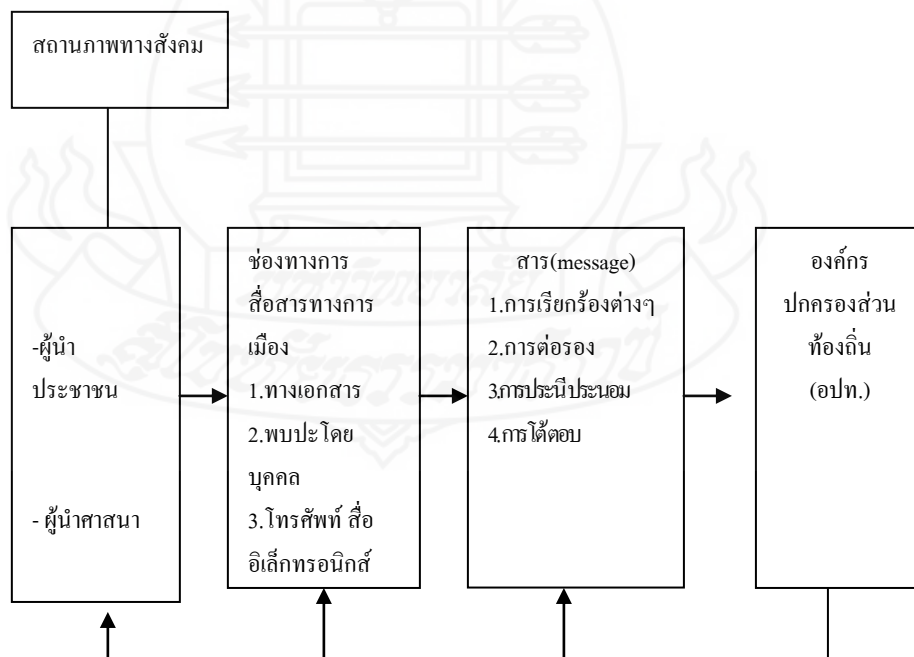 สถานภาพทางสังคม
-ผู้นำ
ประชาชน
- ผู้นำศาสนา
ช่องทางการ
สื่อสารทางการ
เมือง
1.ทางเอกสาร
2.พบปะโดย
บุคคล
3.โทรศัพท์ สื่อ
อิเล็กทรอนิกส์
สาร(message)
1.การเรียกร้องต่างๆ
2.การต่อรอง
3.การประนีประนอม
4.การโต้ตอบ
องค์กร
ปกครองส่วน
ท้องถิ่น
(อปท.)